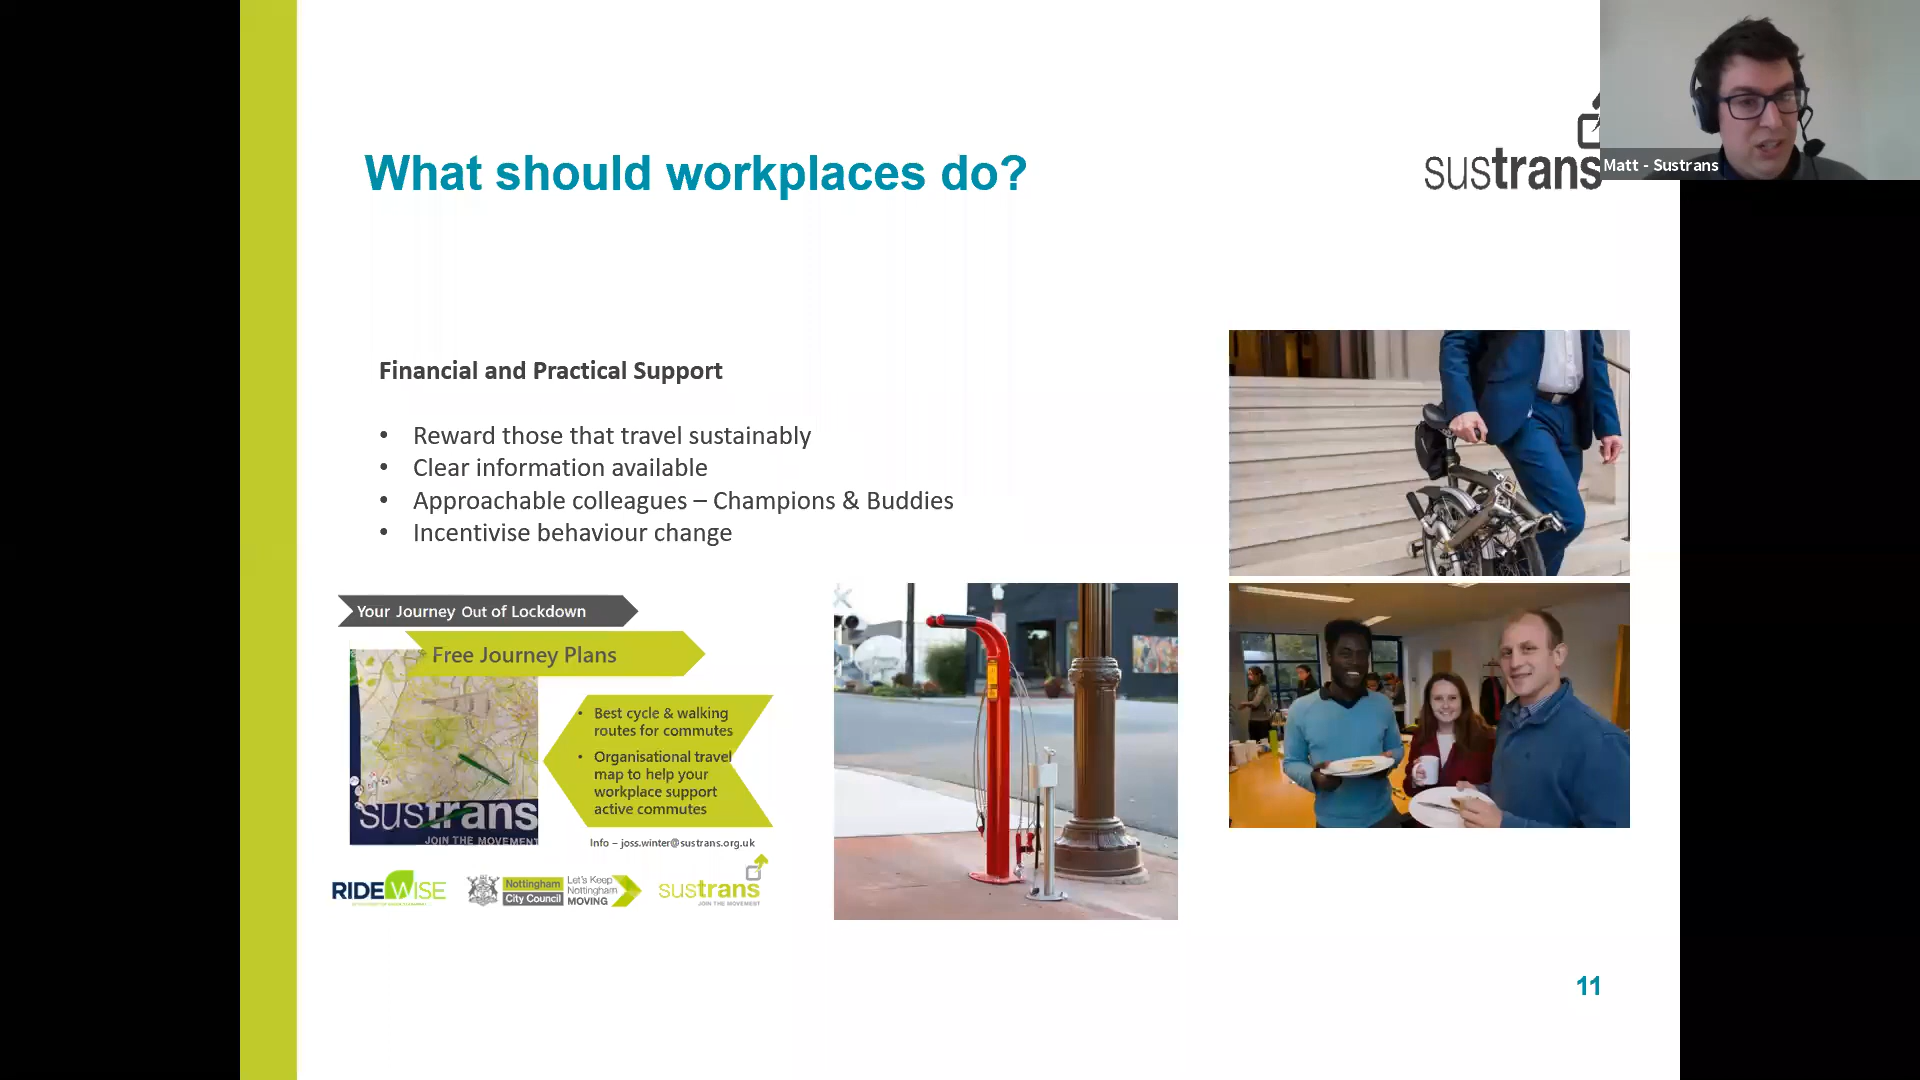 What should workplaces do?
sustrans
Matt - Sustrans
Financial and Practical Support
• Reward those that travel sustainably
• Clear information available
• Approachable colleagues – Champions & Buddies
• Incentivise behaviour change
Your Journey Out of Lockdown
Free Journey Plans
• Best cycle & walking
routes for commutes
• Organisational travel
map to help your
workplace support
active commutes
sustrans
JOIN THE MOVEMENT
Info – joss.winter@sustrans.org.uk
RIDEWISE
Nottingham
City Council
Let's Keep
Nottingham
MOVING
sustrans
JOIN THE MOVEMENT
11